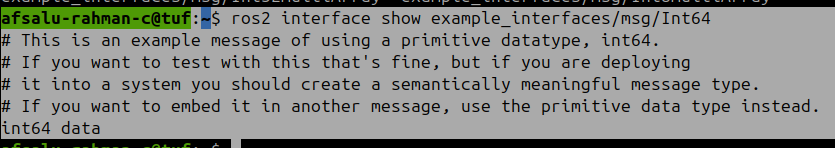 afsalu-rahman-c@tuf:~$ ros2 interface show example_interfaces/msg/Int64
# This is an example message of using a primitive datatype, int64.
# If you want to test with this that's fine, but if you are deploying
# it into a system you should create a semantically meaningful message type.
# If you want to embed it in another message, use the primitive data type instead.
int64 data
afsalu-rahman-c@tuf:~$